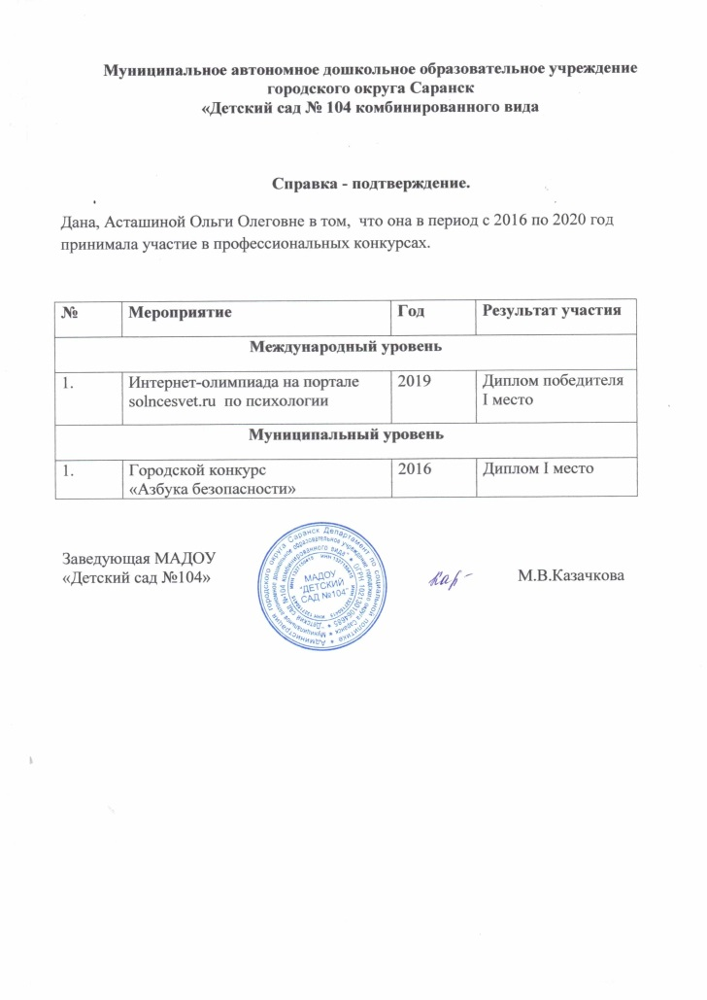 Муниципальное автономное дошкольное образовательное учреждение
городского округа Саранск
«Детский сад № 104 комбинированного вида
Справка - подтверждение.
Дана, Асташиной Ольги Олеговне в том, что она в период с 2016 по 2020 год
принимала участие в профессиональных конкурсах.
№ Мероприятие Год Результат участия
Международный уровень
1. Интернет-олимпиада на портале 2019 Диплом победителя
solncesvet.ru по психологии I место
Муниципальный уровень
1. Городской конкурс 2016 Диплом I место
«Азбука безопасности»
Заведующая МАДОУ
«Детский сад №104» М.В.Казачкова
МАДОУ
"ДЕТСКИЙ
САД №104"